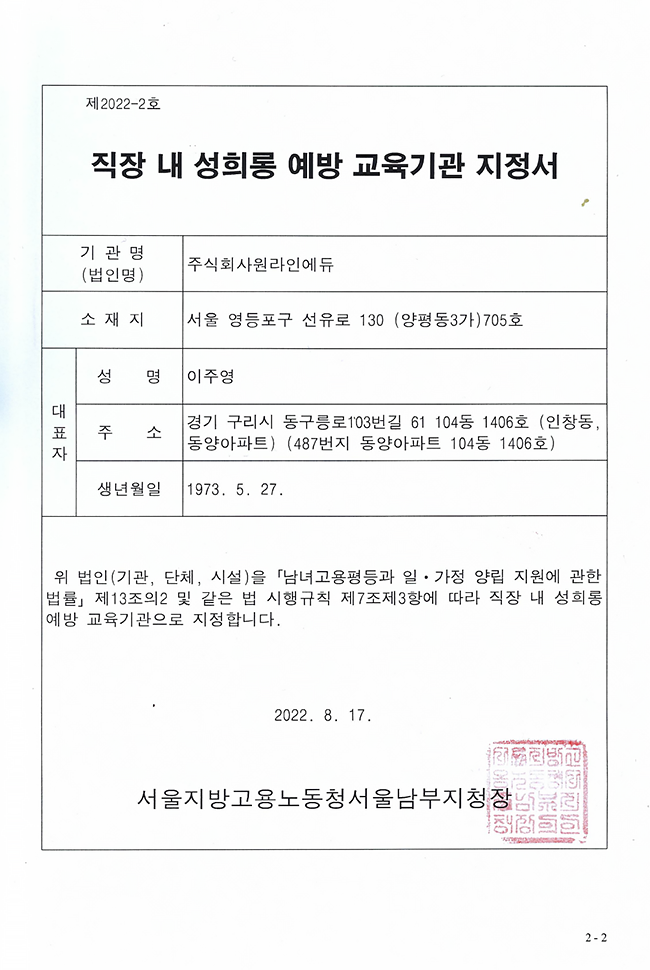 제2022-2호
직장 내 성희롱 예방 교육기관 지정서
기 관 명
(법인명)
주식회사원라인에듀
소 재 지
서울 영등포구 선유로 130 (양평동3가)705호
대표자
성 명
이주영
주 소
경기 구리시 동구릉로103번길 61 104동 1406호 (인창동,
동양아파트) (487번지 동양아파트 104동 1406호)
생년월일
1973. 5. 27.
위 법인(기관, 단체, 시설)을 「남녀고용평등과 일·가정 양립 지원에 관한
법률」 제13조의2 및 같은 법 시행규칙 제7조제3항에 따라 직장 내 성희롱
예방 교육기관으로 지정합니다.
2022. 8. 17.
서울지방고용노동청서울남부지청장
2-2